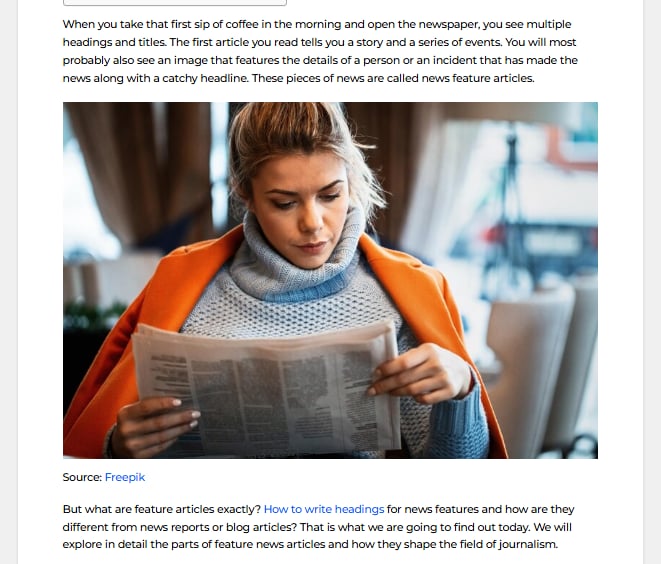 When you take that first sip of coffee in the morning and open the newspaper, you see multiple
headings and titles. The first article you read tells you a story and a series of events. You will most
probably also see an image that features the details of a person or an incident that has made the
news along with a catchy headline. These pieces of news are called news feature articles.
Source: Freepik
But what are feature articles exactly? How to write headings for news features and how are they
different from news reports or blog articles? That is what we are going to find out today. We will
explore in detail the parts of feature news articles and how they shape the field of journalism.